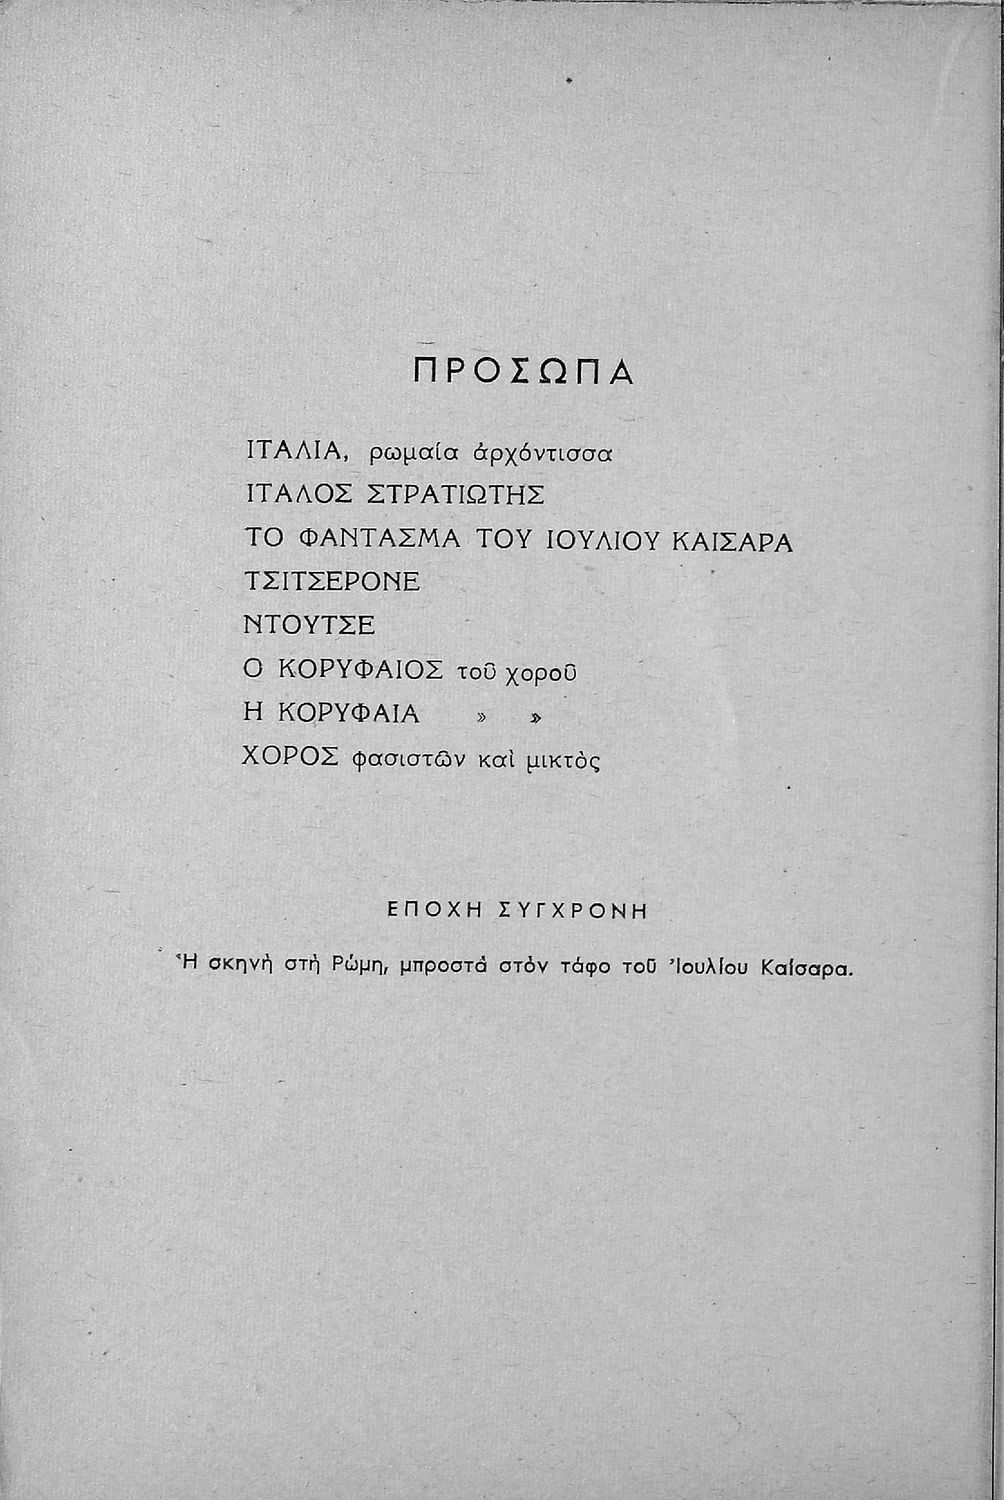 ΠΡΟΣΩΠΑ
ΙΤΑΛΙΑ, ρωμαία ἀρχόντισσα
ΙΤΑΛΟΣ ΣΤΡΑΤΙΩΤΗΣ
ΤΟ ΦΑΝΤΑΣΜΑ ΤΟΥ ΙΟΥΛΙΟΥ ΚΑΙΣΑΡΑ
ΤΣΙΤΣΕΡΟΝΕ
ΝΤΟΥΤΣΕ
Ο ΚΟΡΥΦΑΙΟΣ τοῦ χοροῦ
Η ΚΟΡΥΦΑΙΑ » »
ΧΟΡΟΣ φασιστῶν καὶ μικτὸς
ΕΠΟΧΗ ΣΥΓΧΡΟΝΗ
Ἡ σκηνὴ στὴ Ρώμη, μπροστὰ στὸν τάφο τοῦ Ἰουλίου Καίσαρα.